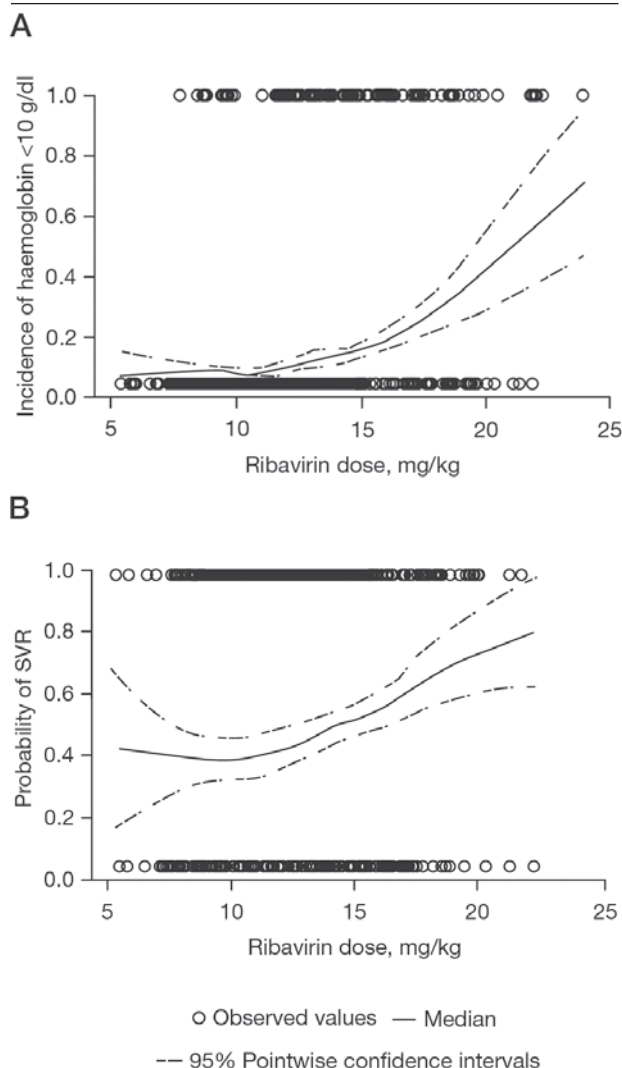 A
Incidence of haemoglobin <10 g/dl
1.0
0.8
0.6
0.4
0.2
0.0
5 10 15 20 25
Ribavirin dose, mg/kg
B
Probability of SVR
1.0
0.8
0.6
0.4
0.2
0.0
5 10 15 20 25
Ribavirin dose, mg/kg
Observed values Median
95% Pointwise confidence intervals